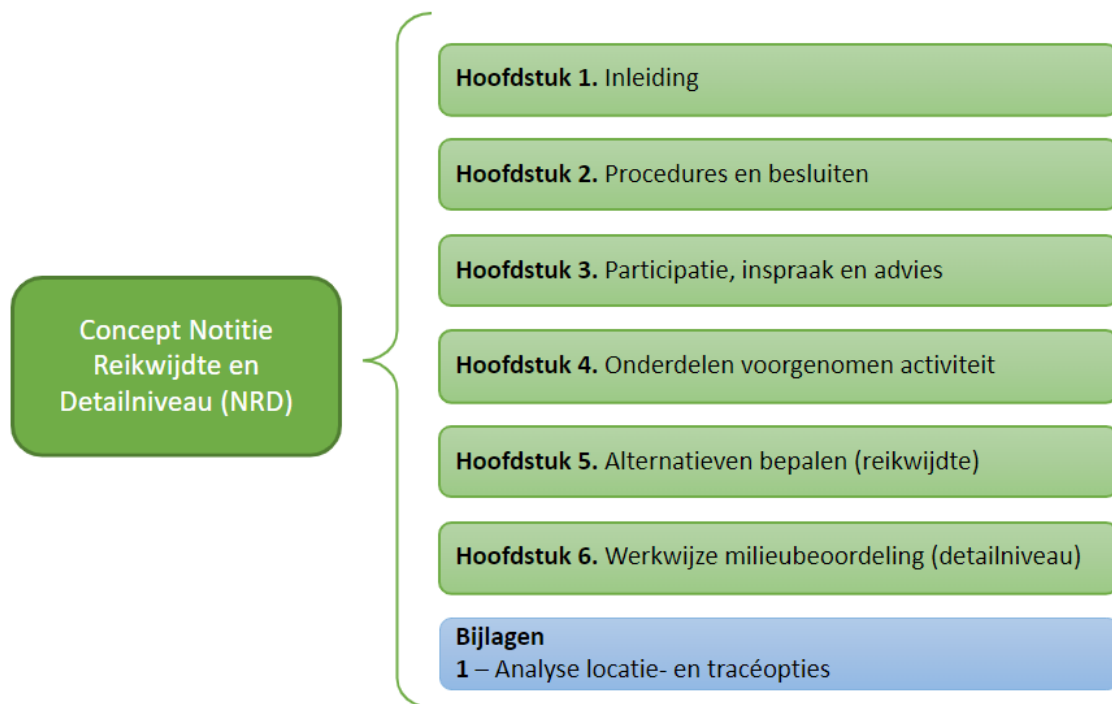 Concept Notitie
Reikwijdte en
Detailniveau (NRD)
Hoofdstuk 1. Inleiding
Hoofdstuk 2. Procedures en besluiten
Hoofdstuk 3. Participatie, inspraak en advies
Hoofdstuk 4. Onderdelen voorgenomen activiteit
Hoofdstuk 5. Alternatieven bepalen (reikwijdte)
Hoofdstuk 6. Werkwijze milieubeoordeling (detailniveau)
Bijlagen
1 – Analyse locatie- en tracéopties